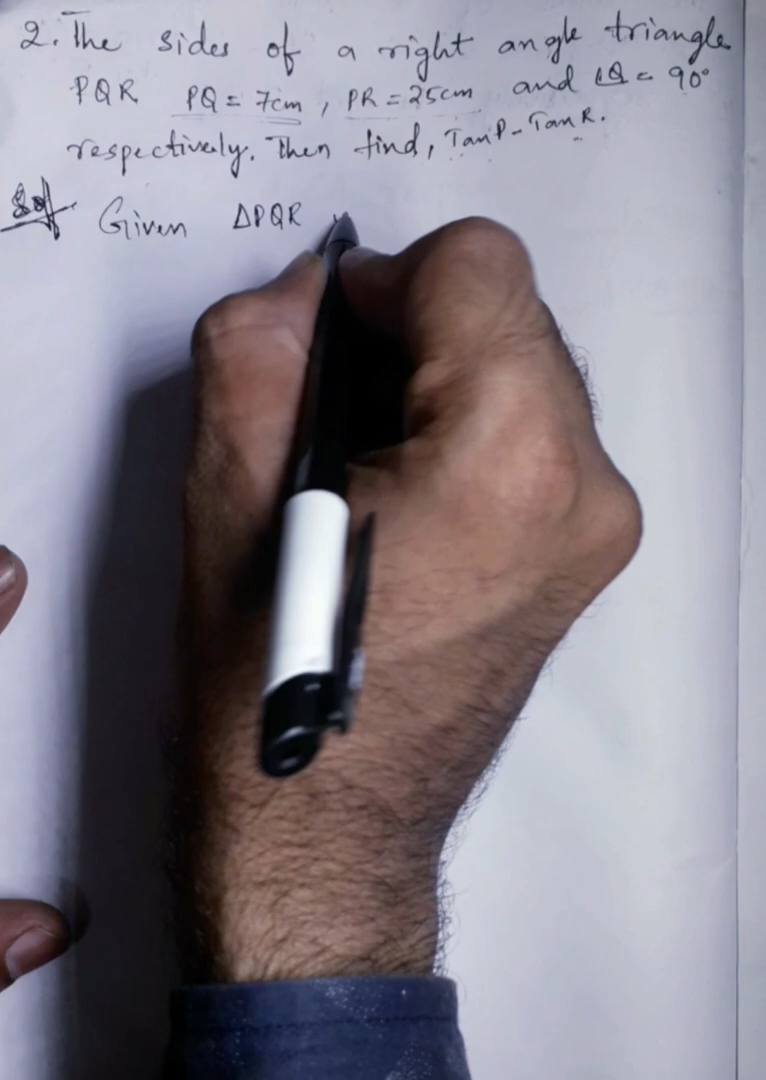 2. The sides of a right angle triangle
PQR PQ = 7cm, PR = 25cm and ∠Q = 90°
respectively. Then find, TanP - TanR.
Sol Given ΔPQR